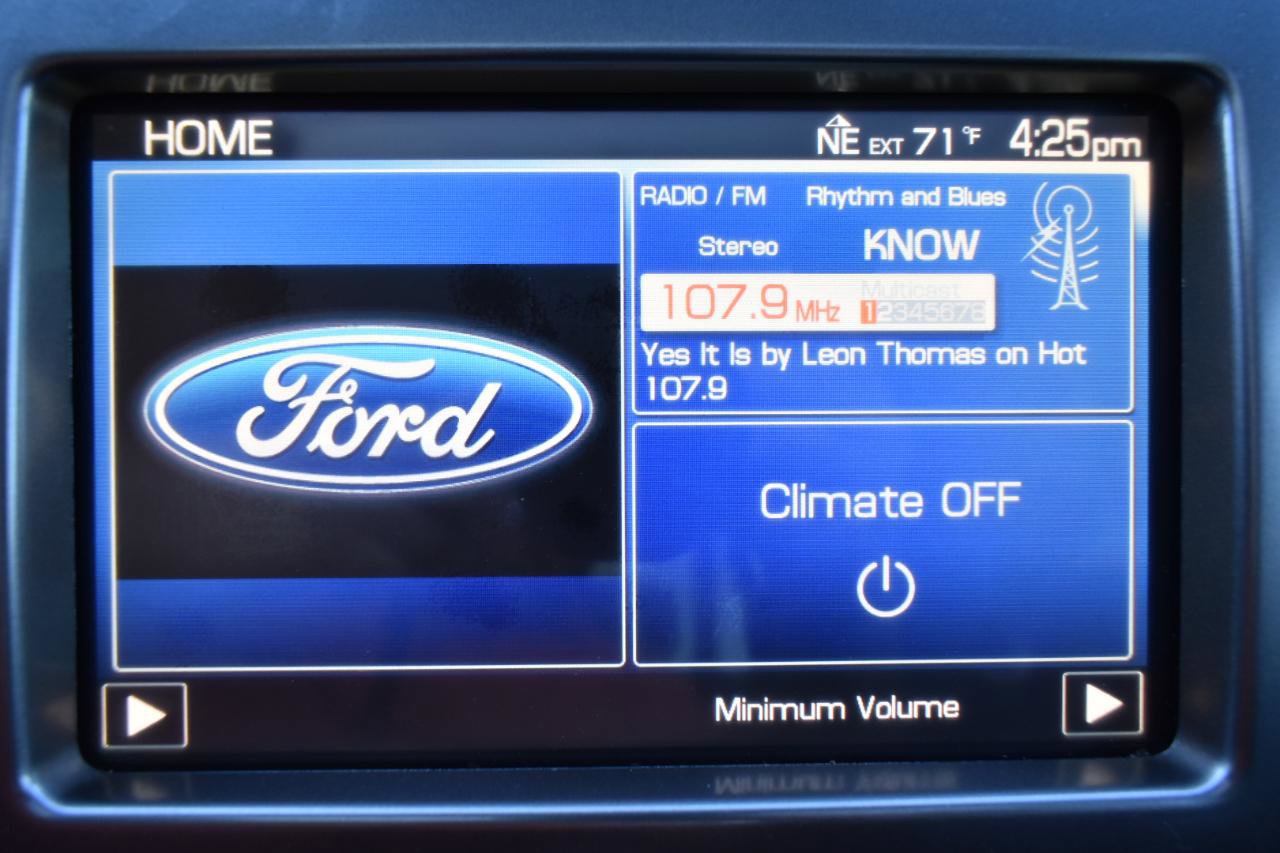 HOME
NE EXT 71 °F 4:25pm
Ford
RADIO / FM Rhythm and Blues
Stereo KNOW
Multicast
107.9 MHz 12345678
Yes It Is by Leon Thomas on Hot
107.9
Climate OFF
Minimum Volume